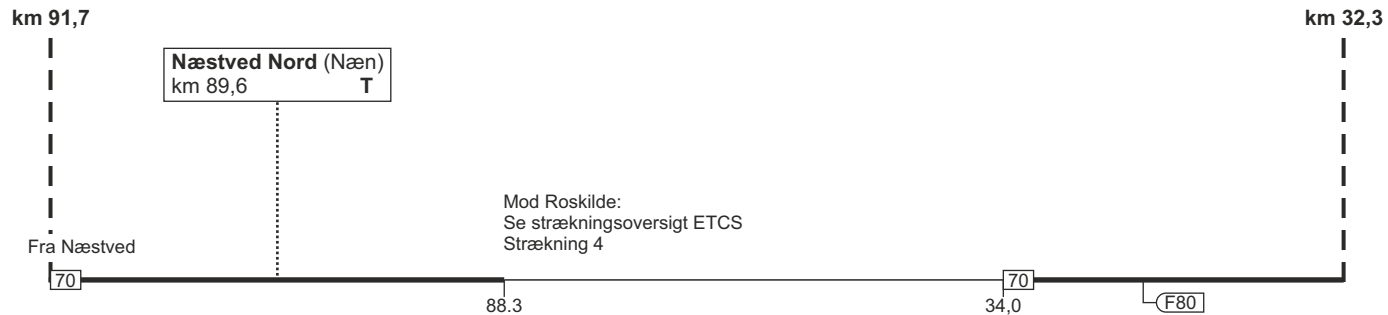 km 91,7
km 32,3
Næstved Nord (Næn)
km 89,6 T
Mod Roskilde:
Se strækningsoversigt ETCS
Strækning 4
Fra Næstved
70
70
88.3
34,0
F80